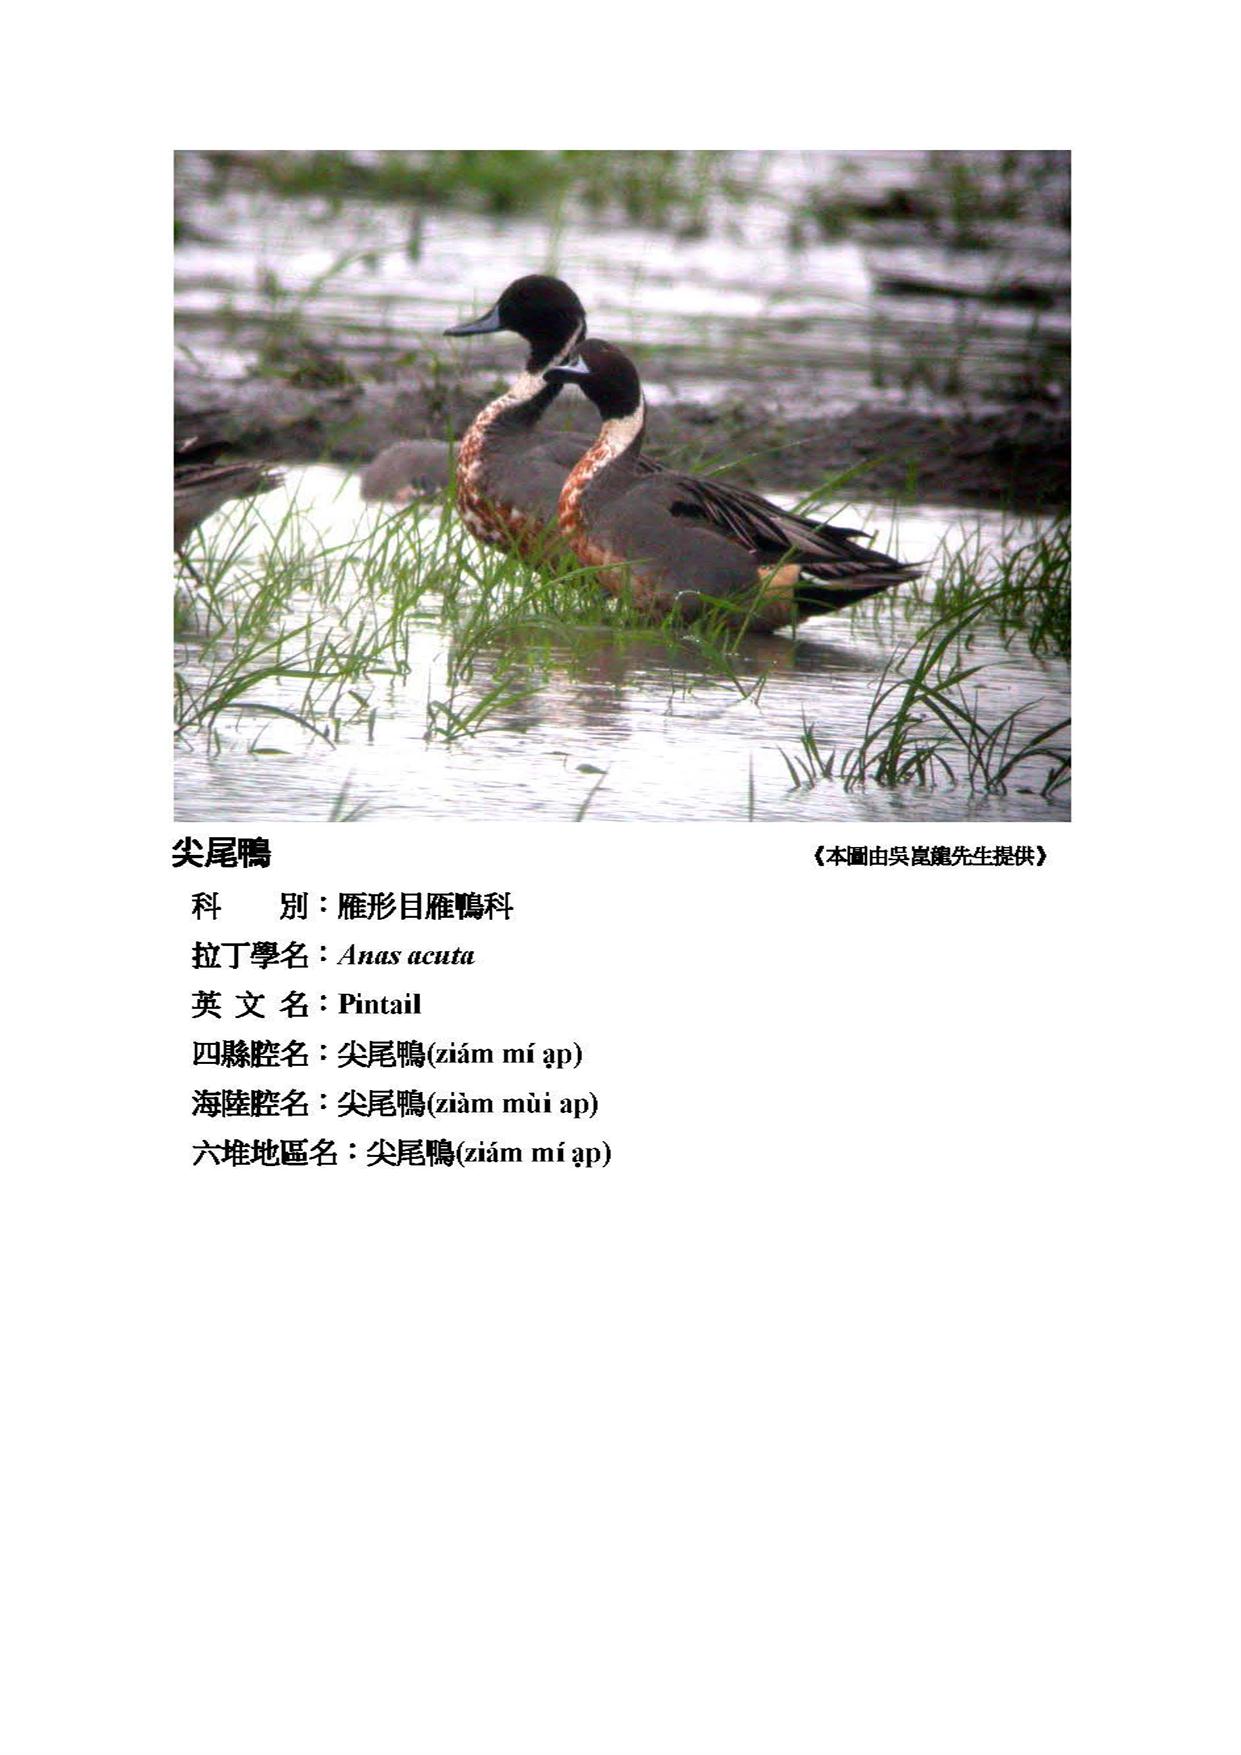 尖尾鴨
《本圖由吳崑龍先生提供》
科　　別：雁形目雁鴨科
拉丁學名：Anas acuta
英 文 名：Pintail
四縣腔名：尖尾鴨(ziám mí ạp)
海陸腔名：尖尾鴨(ziàm mùi ap)
六堆地區名：尖尾鴨(ziám mí ạp)